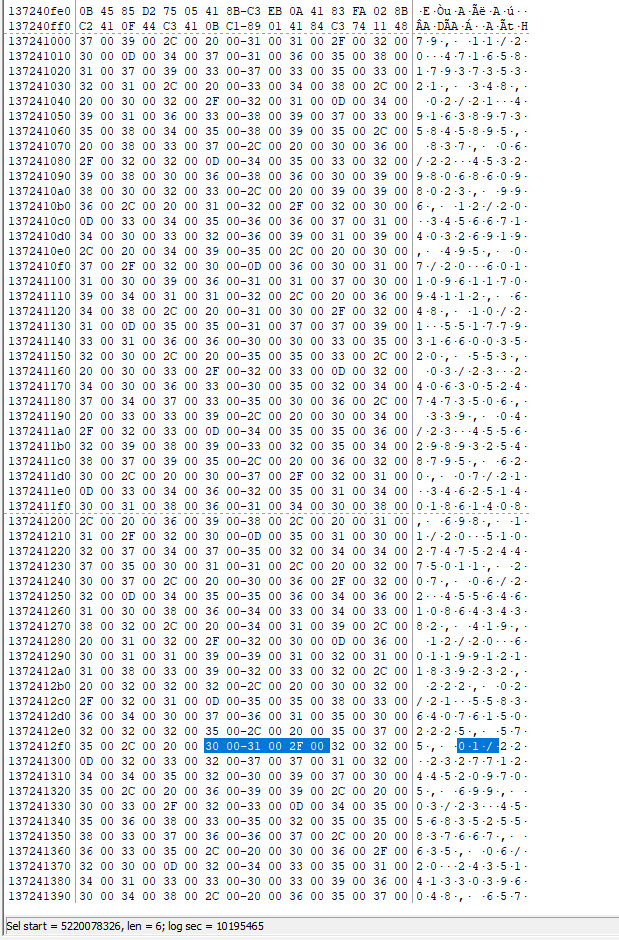 137240fe0 0B 45 85 D2 75 05 41 8B-C3 EB 0A 41 83 FA 02 8B ·E·Òu·A·Ãë·A·ú··
137240ff0 C2 41 0F 44 C3 41 0B C1-89 01 41 84 C3 74 11 48 ÂA·DÃA·Á··A·Ãt·H
137241000 37 00 39 00 2C 00 20 00-31 00 31 00 2F 00 32 00 7·9·,· ·1·1·/·2·
137241010 30 00 0D 00 34 00 37 00-31 00 36 00 35 00 38 00 0···4·7·1·6·5·8·
137241020 31 00 37 00 39 00 33 00-37 00 33 00 35 00 33 00 1·7·9·3·7·3·5·3·
137241030 32 00 31 00 2C 00 20 00-33 00 34 00 38 00 2C 00 2·1·,· ·3·4·8·,·
137241040 20 00 30 00 32 00 2F 00-32 00 31 00 0D 00 34 00  ·0·2·/·2·1···4·
137241050 39 00 31 00 36 00 33 00-38 00 39 00 37 00 33 00 9·1·6·3·8·9·7·3·
137241060 35 00 38 00 34 00 35 00-38 00 39 00 35 00 2C 00 5·8·4·5·8·9·5·,·
137241070 20 00 38 00 33 00 37 00-2C 00 20 00 30 00 36 00  ·8·3·7·,· ·0·6·
137241080 2F 00 32 00 32 00 0D 00-34 00 35 00 33 00 32 00 /·2·2···4·5·3·2·
137241090 39 00 38 00 30 00 36 00-38 00 36 00 30 00 39 00 9·8·0·6·8·6·0·9·
1372410a0 38 00 30 00 32 00 33 00-2C 00 20 00 39 00 39 00 8·0·2·3·,· ·9·9·
1372410b0 36 00 2C 00 20 00 31 00-32 00 2F 00 32 00 30 00 6·,· ·1·2·/·2·0·
1372410c0 0D 00 33 00 34 00 35 00-36 00 36 00 37 00 31 00 ··3·4·5·6·6·7·1·
1372410d0 34 00 30 00 33 00 32 00-36 00 39 00 31 00 39 00 4·0·3·2·6·9·1·9·
1372410e0 2C 00 20 00 34 00 39 00-35 00 2C 00 20 00 30 00 ,· ·4·9·5·,· ·0·
1372410f0 37 00 2F 00 32 00 30 00-0D 00 36 00 30 00 31 00 7·/·2·0···6·0·1·
137241100 31 00 30 00 39 00 36 00-31 00 31 00 37 00 30 00 1·0·9·6·1·1·7·0·
137241110 39 00 34 00 31 00 31 00-32 00 2C 00 20 00 36 00 9·4·1·1·2·,· ·6·
137241120 34 00 38 00 2C 00 20 00-31 00 30 00 2F 00 32 00 4·8·,· ·1·0·/·2·
137241130 31 00 0D 00 35 00 35 00-31 00 37 00 37 00 39 00 1···5·5·1·7·7·9·
137241140 33 00 31 00 36 00 36 00-30 00 30 00 33 00 35 00 3·1·6·6·0·0·3·5·
137241150 32 00 30 00 2C 00 20 00-35 00 35 00 33 00 2C 00 2·0·,· ·5·5·3·,·
137241160 20 00 30 00 33 00 2F 00-32 00 33 00 0D 00 32 00  ·0·3·/·2·3···2·
137241170 34 00 30 00 36 00 33 00-30 00 35 00 32 00 34 00 4·0·6·3·0·5·2·4·
137241180 37 00 34 00 37 00 33 00-35 00 30 00 36 00 2C 00 7·4·7·3·5·0·6·,·
137241190 20 00 33 00 33 00 39 00-2C 00 20 00 30 00 34 00  ·3·3·9·,· ·0·4·
1372411a0 2F 00 32 00 33 00 0D 00-34 00 35 00 35 00 36 00 /·2·3···4·5·5·6·
1372411b0 32 00 39 00 38 00 39 00-33 00 32 00 35 00 34 00 2·9·8·9·3·2·5·4·
1372411c0 38 00 37 00 39 00 35 00-2C 00 20 00 36 00 32 00 8·7·9·5·,· ·6·2·
1372411d0 30 00 2C 00 20 00 30 00-37 00 2F 00 32 00 31 00 0·,· ·0·7·/·2·1·
1372411e0 0D 00 33 00 34 00 36 00-32 00 35 00 31 00 34 00 ··3·4·6·2·5·1·4·
1372411f0 30 00 31 00 38 00 36 00-31 00 34 00 30 00 38 00 0·1·8·6·1·4·0·8·
137241200 2C 00 20 00 36 00 39 00-38 00 2C 00 20 00 31 00 ,· ·6·9·8·,· ·1·
137241210 31 00 2F 00 32 00 30 00-0D 00 35 00 31 00 30 00 1·/·2·0···5·1·0·
137241220 32 00 37 00 34 00 37 00-35 00 32 00 34 00 34 00 2·7·4·7·5·2·4·4·
137241230 37 00 35 00 30 00 31 00-31 00 2C 00 20 00 32 00 7·5·0·1·1·,· ·2·
137241240 30 00 37 00 2C 00 20 00-30 00 36 00 2F 00 32 00 0·7·,· ·0·6·/·2·
137241250 32 00 0D 00 34 00 35 00-35 00 36 00 34 00 36 00 2···4·5·5·6·4·6·
137241260 31 00 30 00 38 00 36 00-34 00 33 00 34 00 33 00 1·0·8·6·4·3·4·3·
137241270 38 00 32 00 2C 00 20 00-34 00 31 00 39 00 2C 00 8·2·,· ·4·1·9·,·
137241280 20 00 31 00 32 00 2F 00-32 00 30 00 0D 00 36 00  ·1·2·/·2·0···6·
137241290 30 00 31 00 31 00 39 00-39 00 31 00 32 00 31 00 0·1·1·9·9·1·2·1·
1372412a0 31 00 38 00 33 00 39 00-32 00 33 00 32 00 2C 00 1·8·3·9·2·3·2·,·
1372412b0 20 00 32 00 32 00 32 00-2C 00 20 00 30 00 32 00  ·2·2·2·,· ·0·2·
1372412c0 2F 00 32 00 31 00 0D 00-35 00 35 00 38 00 33 00 /·2·1···5·5·8·3·
1372412d0 36 00 34 00 30 00 37 00-36 00 31 00 35 00 30 00 6·4·0·7·6·1·5·0·
1372412e0 32 00 32 00 32 00 35 00-2C 00 20 00 35 00 37 00 2·2·2·5·,· ·5·7·
1372412f0 35 00 2C 00 20 00 30 00-31 00 2F 00 32 00 32 00 5·,· ·0·1·/·2·2·
137241300 0D 00 32 00 33 00 32 00-37 00 37 00 31 00 32 00 ··2·3·2·7·7·1·2·
137241310 34 00 34 00 35 00 32 00-30 00 39 00 37 00 30 00 4·4·5·2·0·9·7·0·
137241320 35 00 2C 00 20 00 36 00-39 00 39 00 2C 00 20 00 5·,· ·6·9·9·,· ·
137241330 30 00 33 00 2F 00 32 00-33 00 0D 00 34 00 35 00 0·3·/·2·3···4·5·
137241340 35 00 36 00 38 00 33 00-35 00 32 00 35 00 35 00 5·6·8·3·5·2·5·5·
137241350 38 00 33 00 37 00 36 00-36 00 37 00 2C 00 20 00 8·3·7·6·6·7·,· ·
137241360 36 00 33 00 35 00 2C 00-20 00 30 00 36 00 2F 00 6·3·5·,· ·0·6·/·
137241370 32 00 30 00 0D 00 32 00-34 00 33 00 35 00 31 00 2·0···2·4·3·5·1·
137241380 34 00 31 00 33 00 33 00-30 00 33 00 39 00 36 00 4·1·3·3·0·3·9·6·
137241390 30 00 34 00 38 00 2C 00-20 00 36 00 35 00 37 00 0·4·8·,· ·6·5·7·
Sel start = 5220078326, len = 6; log sec = 10195465